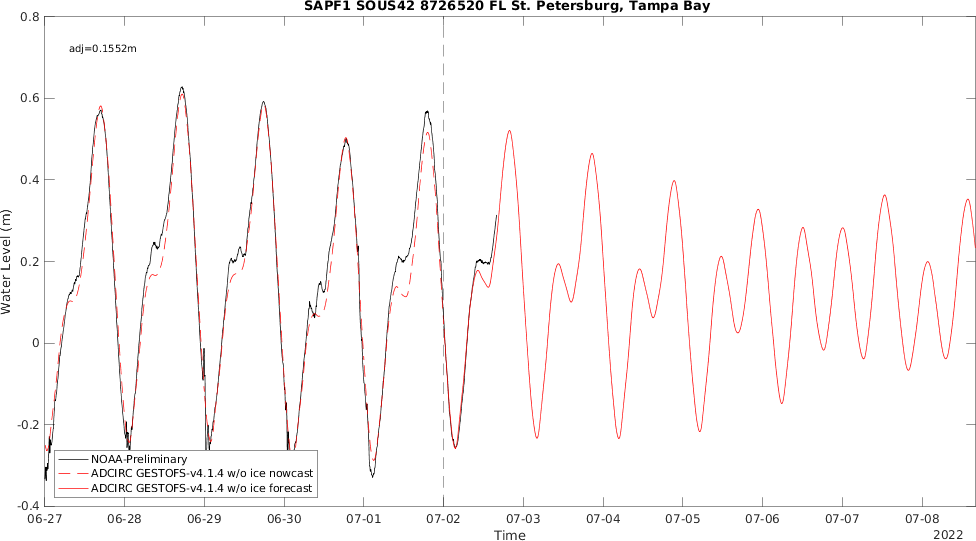 SAPF1 SOUS42 8726520 FL St. Petersburg, Tampa Bay
adj=0.1552m
0.8
0.6
0.4
0.2
0
-0.2
-0.4
Water Level (m)
NOAA-Preliminary
ADCIRC GESTOFS-v4.1.4 w/o ice nowcast
ADCIRC GESTOFS-v4.1.4 w/o ice forecast
06-27 06-28 06-29 06-30 07-01 07-02 07-03 07-04 07-05 07-06 07-07 07-08
Time
2022